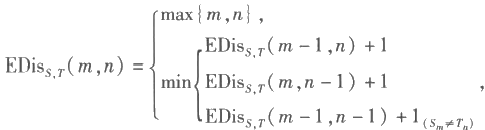 EDis_{S,T}(m,n) = { max{m,n},
min{ EDis_{S,T}(m-1,n)+1
EDis_{S,T}(m,n-1)+1
EDis_{S,T}(m-1,n-1)+1_{(S_m≠T_n)} ,